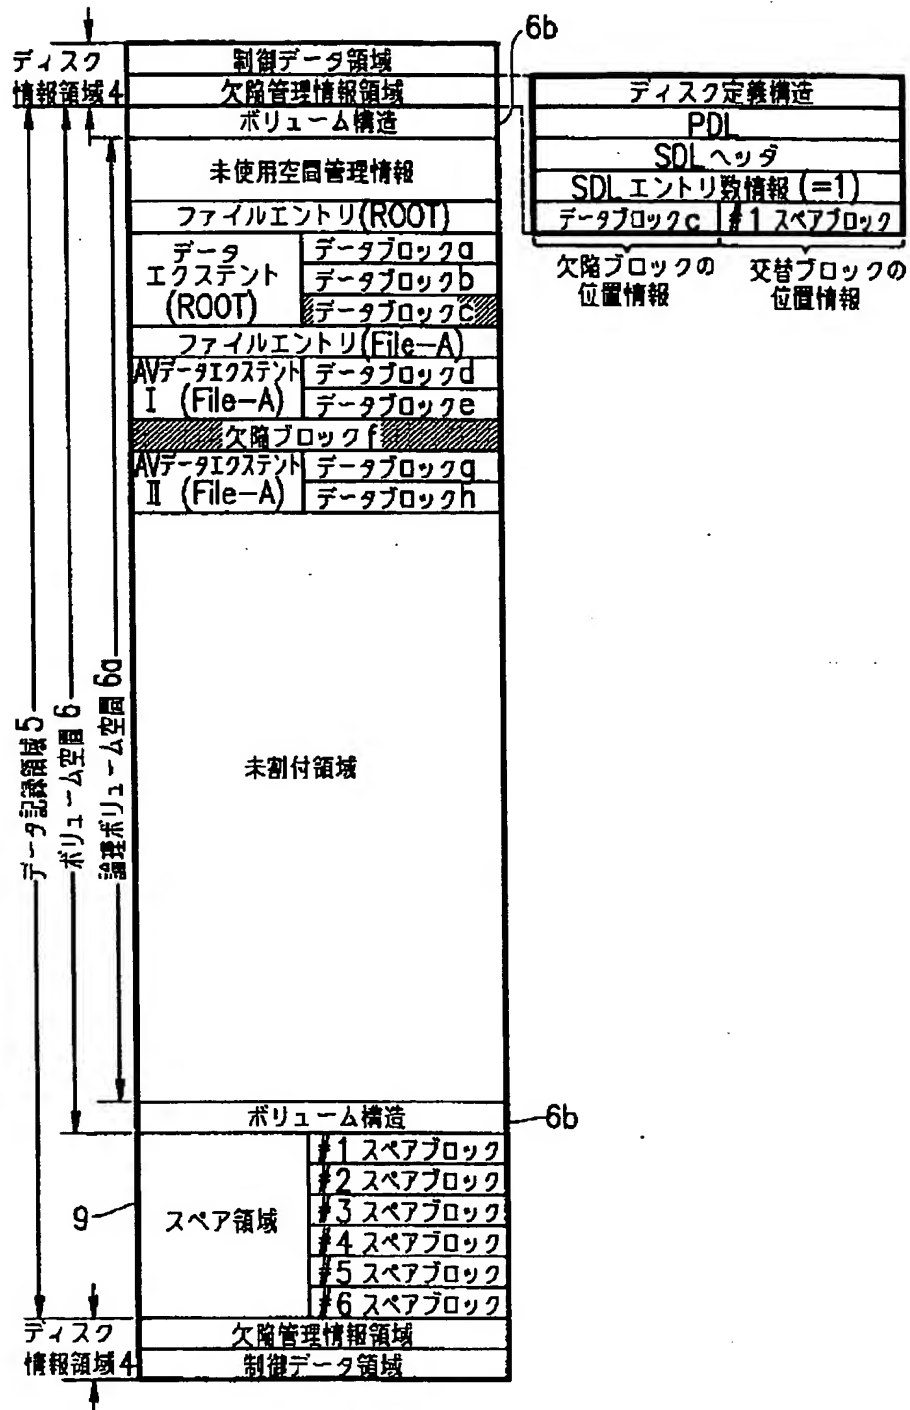 6b
ディスク
情報領域4
制御データ領域
欠陥管理情報領域
ボリューム構造
未使用空間管理情報
ファイルエントリ(ROOT)
データ
エクステント
(ROOT)
データブロックa
データブロックb
データブロックc
ファイルエントリ(File-A)
AVデータエクステント
I (File-A)
データブロックd
データブロックe
欠陥ブロックf
AVデータエクステント
II (File-A)
データブロックg
データブロックh
未割付領域
ボリューム構造
6b
スペア領域
9
#1 スペアブロック
#2 スペアブロック
#3 スペアブロック
#4 スペアブロック
#5 スペアブロック
#6 スペアブロック
ディスク
情報領域4
欠陥管理情報領域
制御データ領域
データ記録領域5
ボリューム空間6
論理ボリューム空間6a
ディスク定義構造
PDL
SDLヘッダ
SDLエントリ数情報(=1)
データブロックc
#1 スペアブロック
欠陥ブロックの
位置情報
交替ブロックの
位置情報